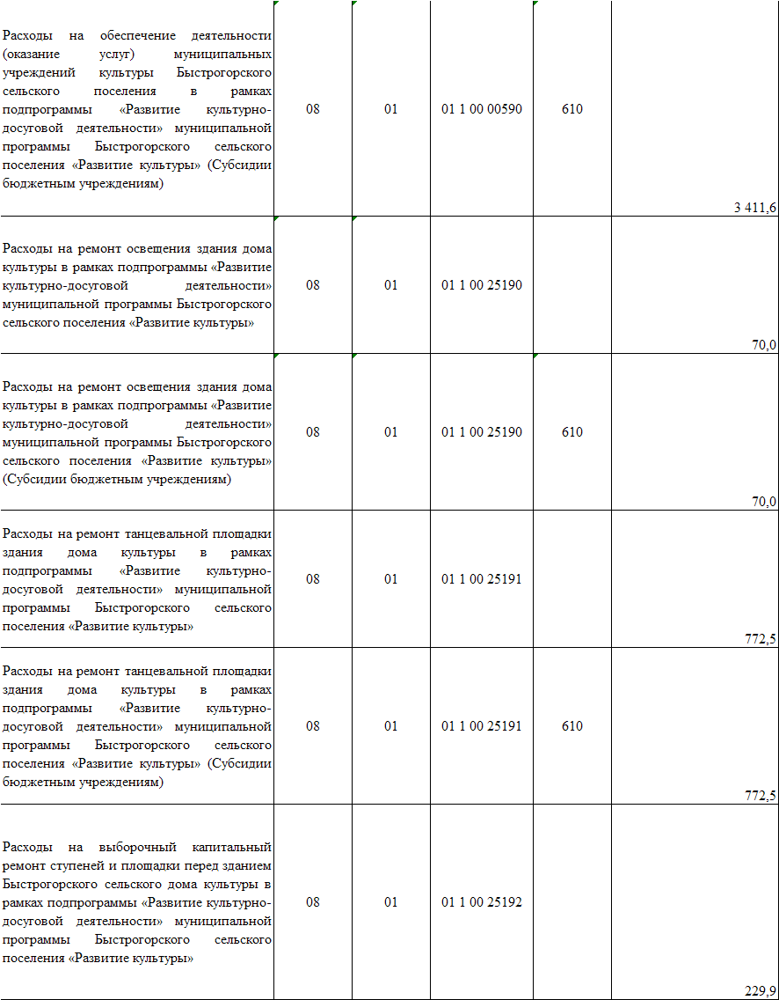 Расходы на обеспечение деятельности
(оказание услуг) муниципальных
учреждений культуры Быстрогорского
сельского поселения в рамках
подпрограммы «Развитие культурно-
досуговой деятельности» муниципальной
программы Быстрогорского сельского
поселения «Развитие культуры» (Субсидии
бюджетным учреждениям)
08 01 01 1 00 00590 610 3 411,6
Расходы на ремонт освещения здания дома
культуры в рамках подпрограммы «Развитие
культурно-досуговой деятельности»
муниципальной программы Быстрогорского
сельского поселения «Развитие культуры»
08 01 01 1 00 25190 70,0
Расходы на ремонт освещения здания дома
культуры в рамках подпрограммы «Развитие
культурно-досуговой деятельности»
муниципальной программы Быстрогорского
сельского поселения «Развитие культуры»
(Субсидии бюджетным учреждениям)
08 01 01 1 00 25190 610 70,0
Расходы на ремонт танцевальной площадки
здания дома культуры в рамках
подпрограммы «Развитие культурно-
досуговой деятельности» муниципальной
программы Быстрогорского сельского
поселения «Развитие культуры»
08 01 01 1 00 25191 772,5
Расходы на ремонт танцевальной площадки
здания дома культуры в рамках
подпрограммы «Развитие культурно-
досуговой деятельности» муниципальной
программы Быстрогорского сельского
поселения «Развитие культуры» (Субсидии
бюджетным учреждениям)
08 01 01 1 00 25191 610 772,5
Расходы на выборочный капитальный
ремонт ступеней и площадки перед зданием
Быстрогорского сельского дома культуры в
рамках подпрограммы «Развитие культурно-
досуговой деятельности» муниципальной
программы Быстрогорского сельского
поселения «Развитие культуры»
08 01 01 1 00 25192 229,9